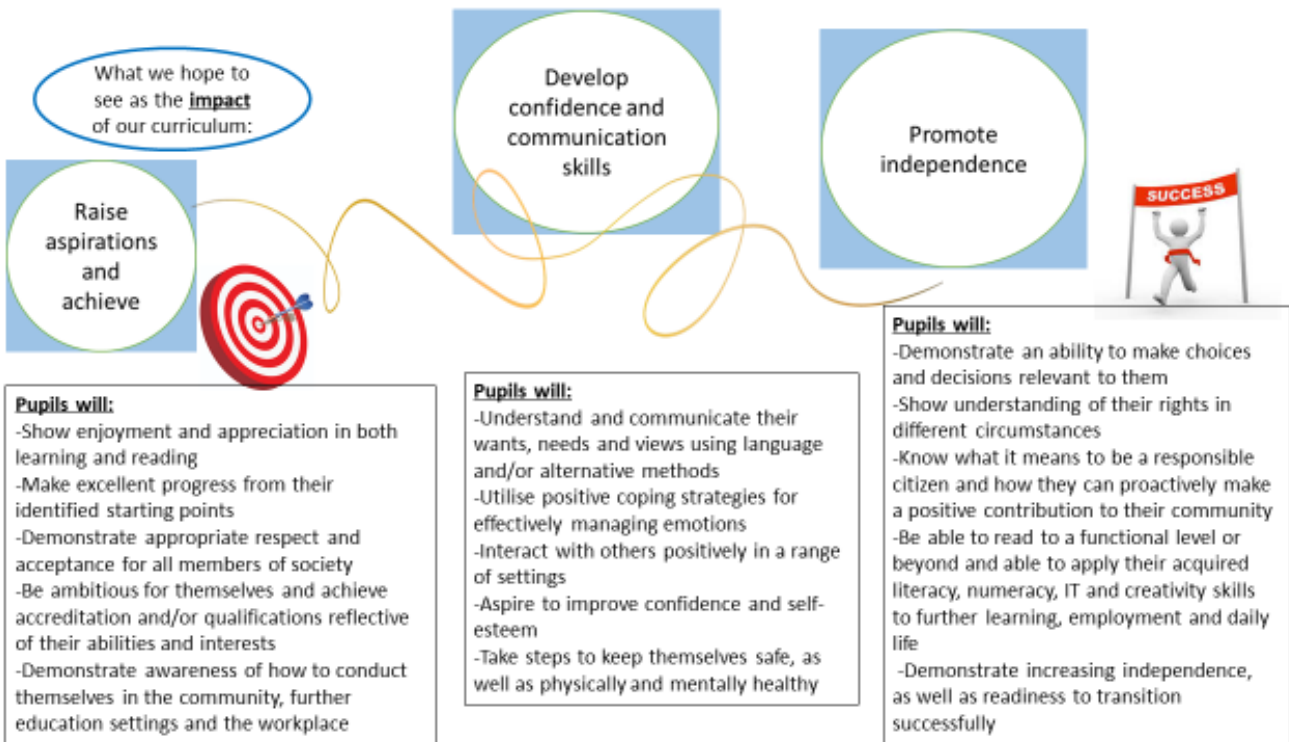 What we hope to
see as the impact
of our curriculum:
Raise
aspirations
and
achieve
Develop
confidence and
communication
skills
Promote
independence
SUCCESS
Pupils will:
-Show enjoyment and appreciation in both
learning and reading
-Make excellent progress from their
identified starting points
-Demonstrate appropriate respect and
acceptance for all members of society
-Be ambitious for themselves and achieve
accreditation and/or qualifications reflective
of their abilities and interests
-Demonstrate awareness of how to conduct
themselves in the community, further
education settings and the workplace
Pupils will:
-Understand and communicate their
wants, needs and views using language
and/or alternative methods
-Utilise positive coping strategies for
effectively managing emotions
-Interact with others positively in a range
of settings
-Aspire to improve confidence and self-
esteem
-Take steps to keep themselves safe, as
well as physically and mentally healthy
Pupils will:
-Demonstrate an ability to make choices
and decisions relevant to them
-Show understanding of their rights in
different circumstances
-Know what it means to be a responsible
citizen and how they can proactively make
a positive contribution to their community
-Be able to read to a functional level or
beyond and able to apply their acquired
literacy, numeracy, IT and creativity skills
to further learning, employment and daily
life
-Demonstrate increasing independence,
as well as readiness to transition
successfully